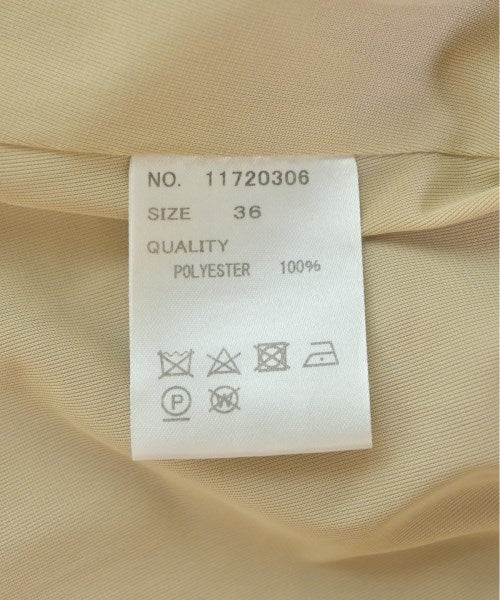 NO. 11720306
SIZE 36
QUALITY
POLYESTER 100%
P
W